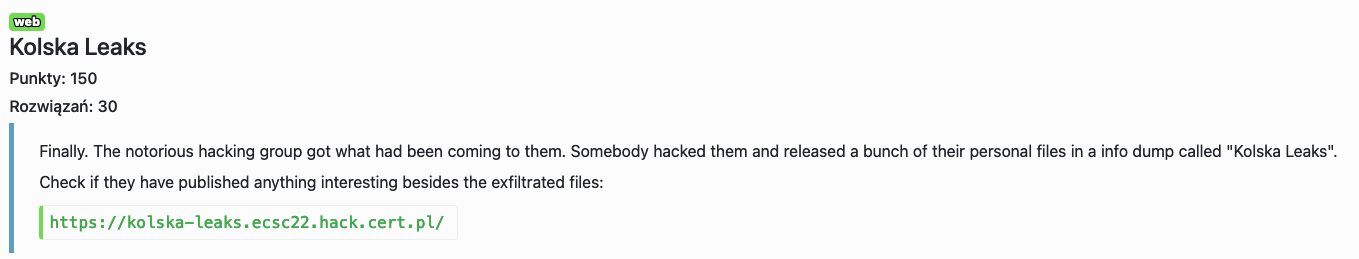 web
Kolska Leaks
Punkty: 150
Rozwiązań: 30
Finally. The notorious hacking group got what had been coming to them. Somebody hacked them and released a bunch of their personal files in a info dump called "Kolska Leaks".
Check if they have published anything interesting besides the exfiltrated files:
https://kolska-leaks.ecsc22.hack.cert.pl/